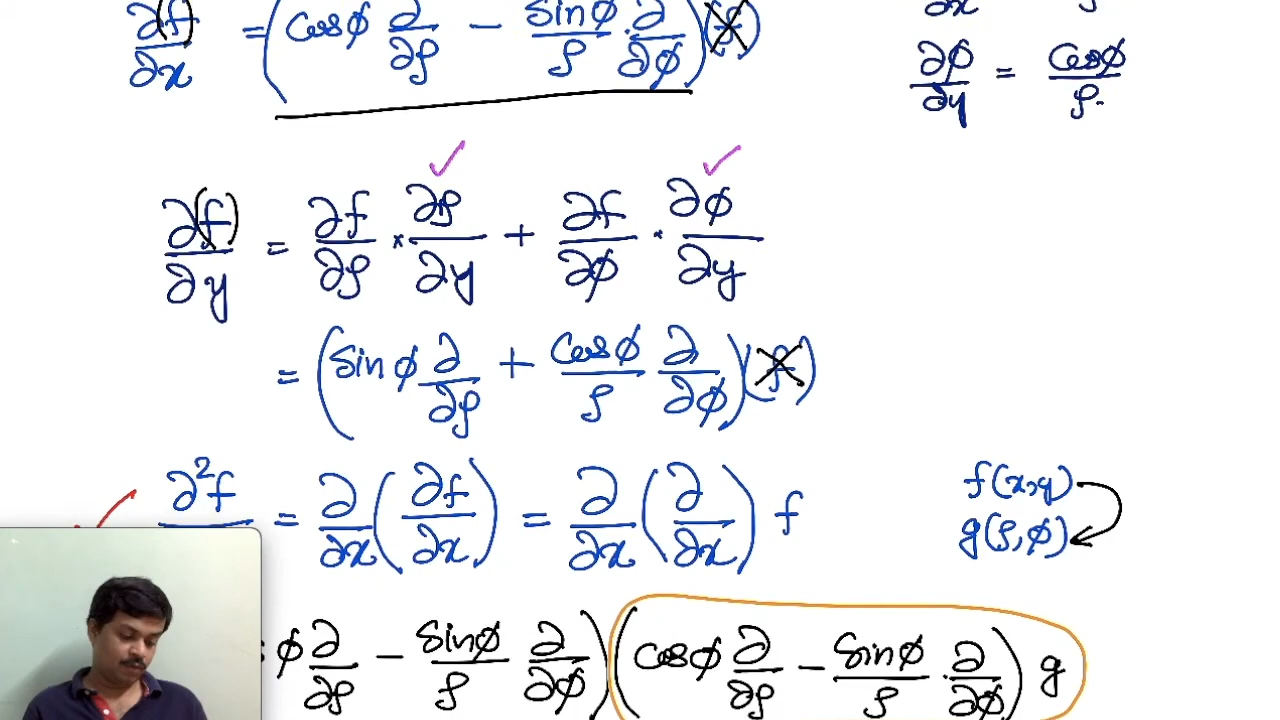 ∂(f)/∂x = (cosϕ ∂/∂ρ − sinϕ/ρ · ∂/∂ϕ)(f)
∂x
∂ϕ/∂y = cosϕ/ρ
∂(f)/∂y = ∂f/∂ρ × ∂ρ/∂y + ∂f/∂ϕ · ∂ϕ/∂y
= (sinϕ ∂/∂ρ + cosϕ/ρ ∂/∂ϕ)(f)
∂²f = ∂/∂x (∂f/∂x) = ∂/∂x (∂/∂x) f
f(x,y)
g(ρ,ϕ)
ϕ ∂/∂ρ − sinϕ/ρ ∂/∂ϕ)(cosϕ ∂/∂ρ − sinϕ/ρ · ∂/∂ϕ) g